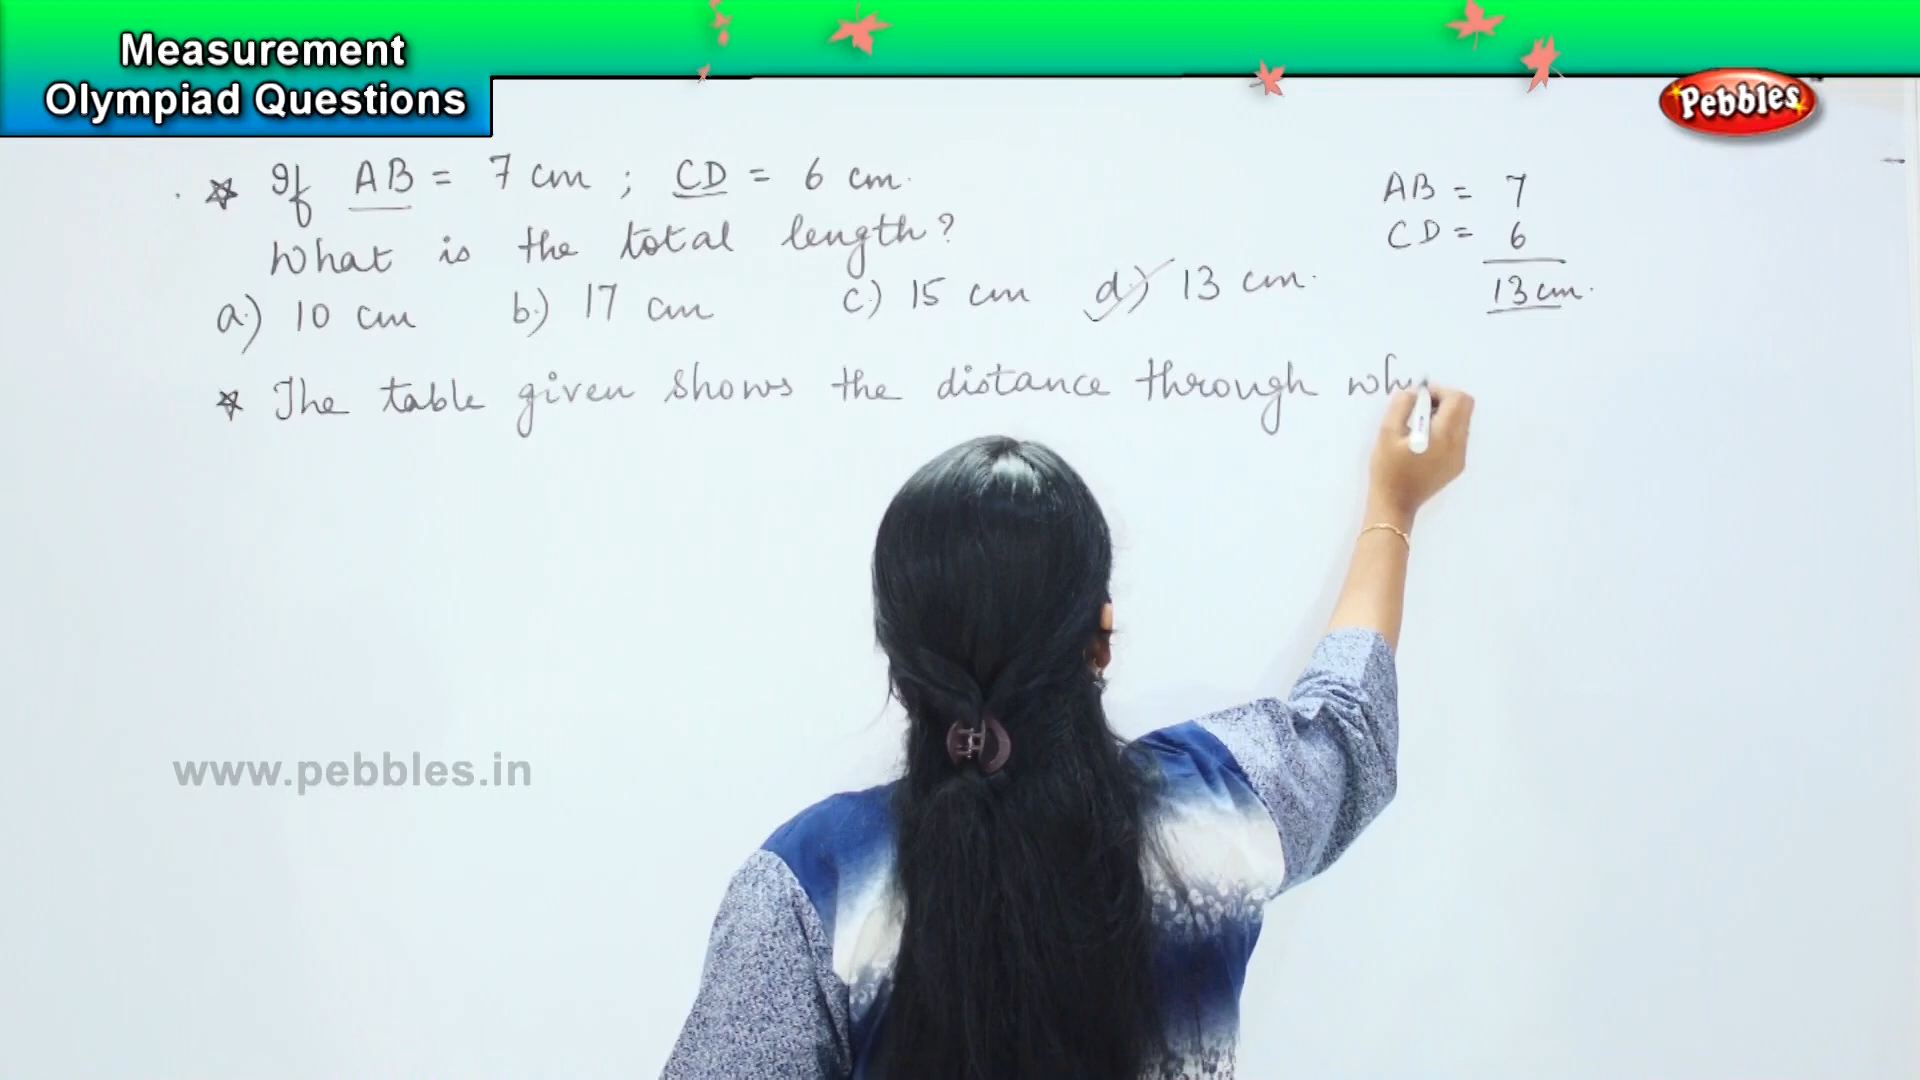 Measurement
Olympiad Questions
Pebbles
☆ If AB = 7 cm ; CD = 6 cm.
What is the total length?
a.) 10 cm b.) 17 cm c.) 15 cm d.) 13 cm.
AB = 7
CD = 6
13 cm.
☆ The table given shows the distance through
www.pebbles.in